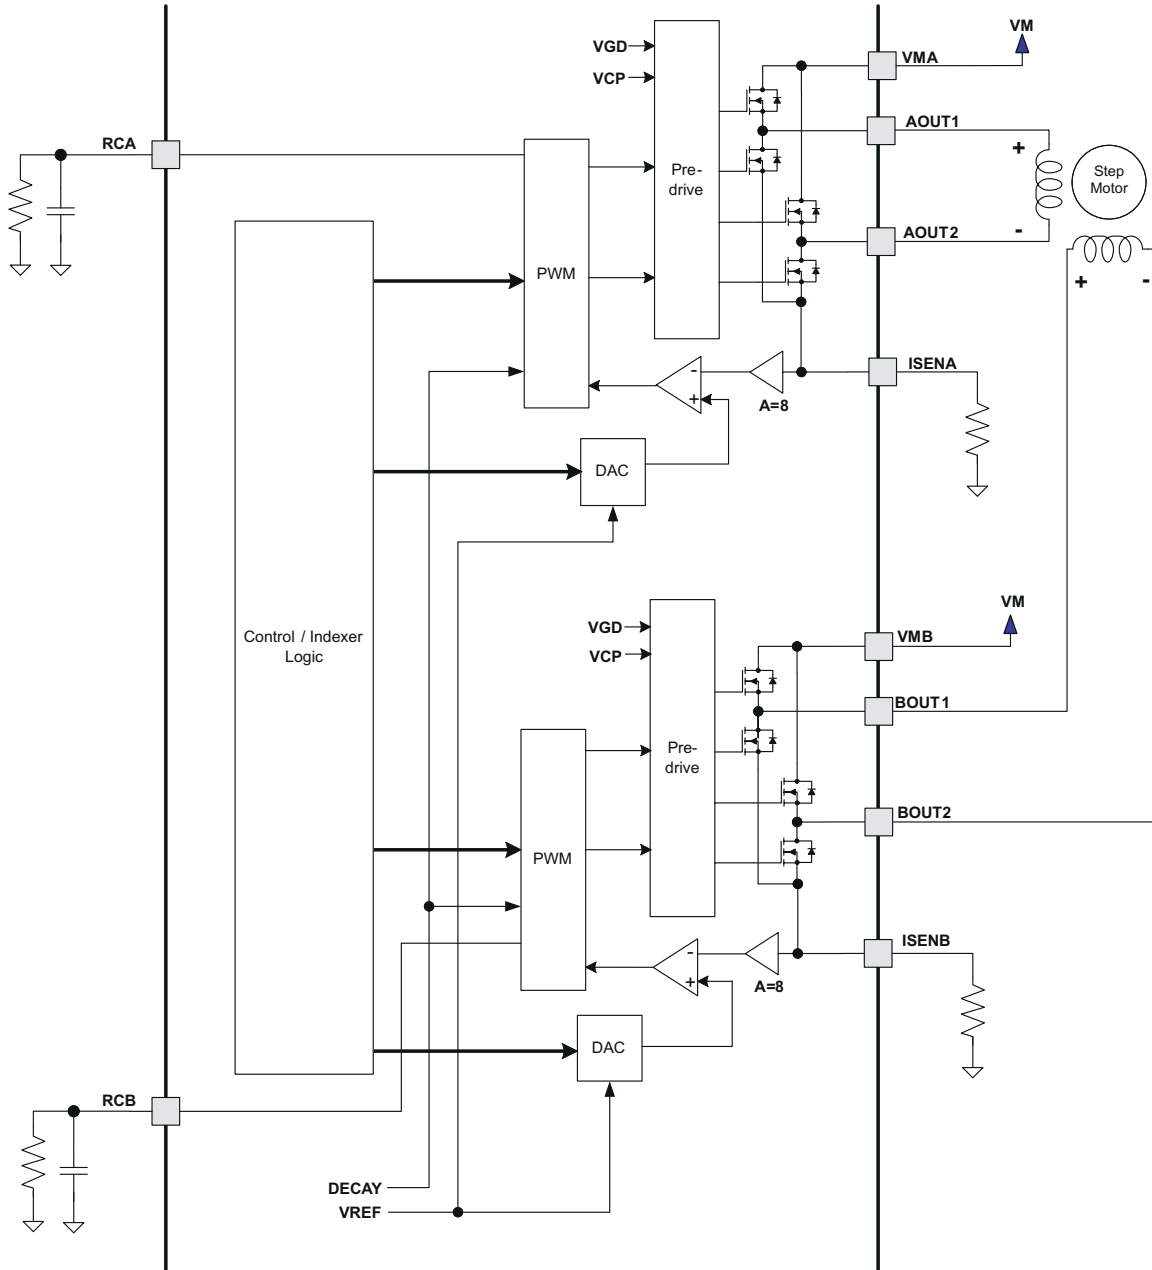 VM
VGD
VMA
VCP
AOUT1
RCA
+
Pre-
drive
Step
Motor
AOUT2
-
PWM
+ -
ISENA
-
+
A=8
DAC
VM
VGD
Control / Indexer
Logic
VMB
VCP
BOUT1
Pre-
drive
BOUT2
PWM
ISENB
-
+
A=8
DAC
RCB
DECAY
VREF